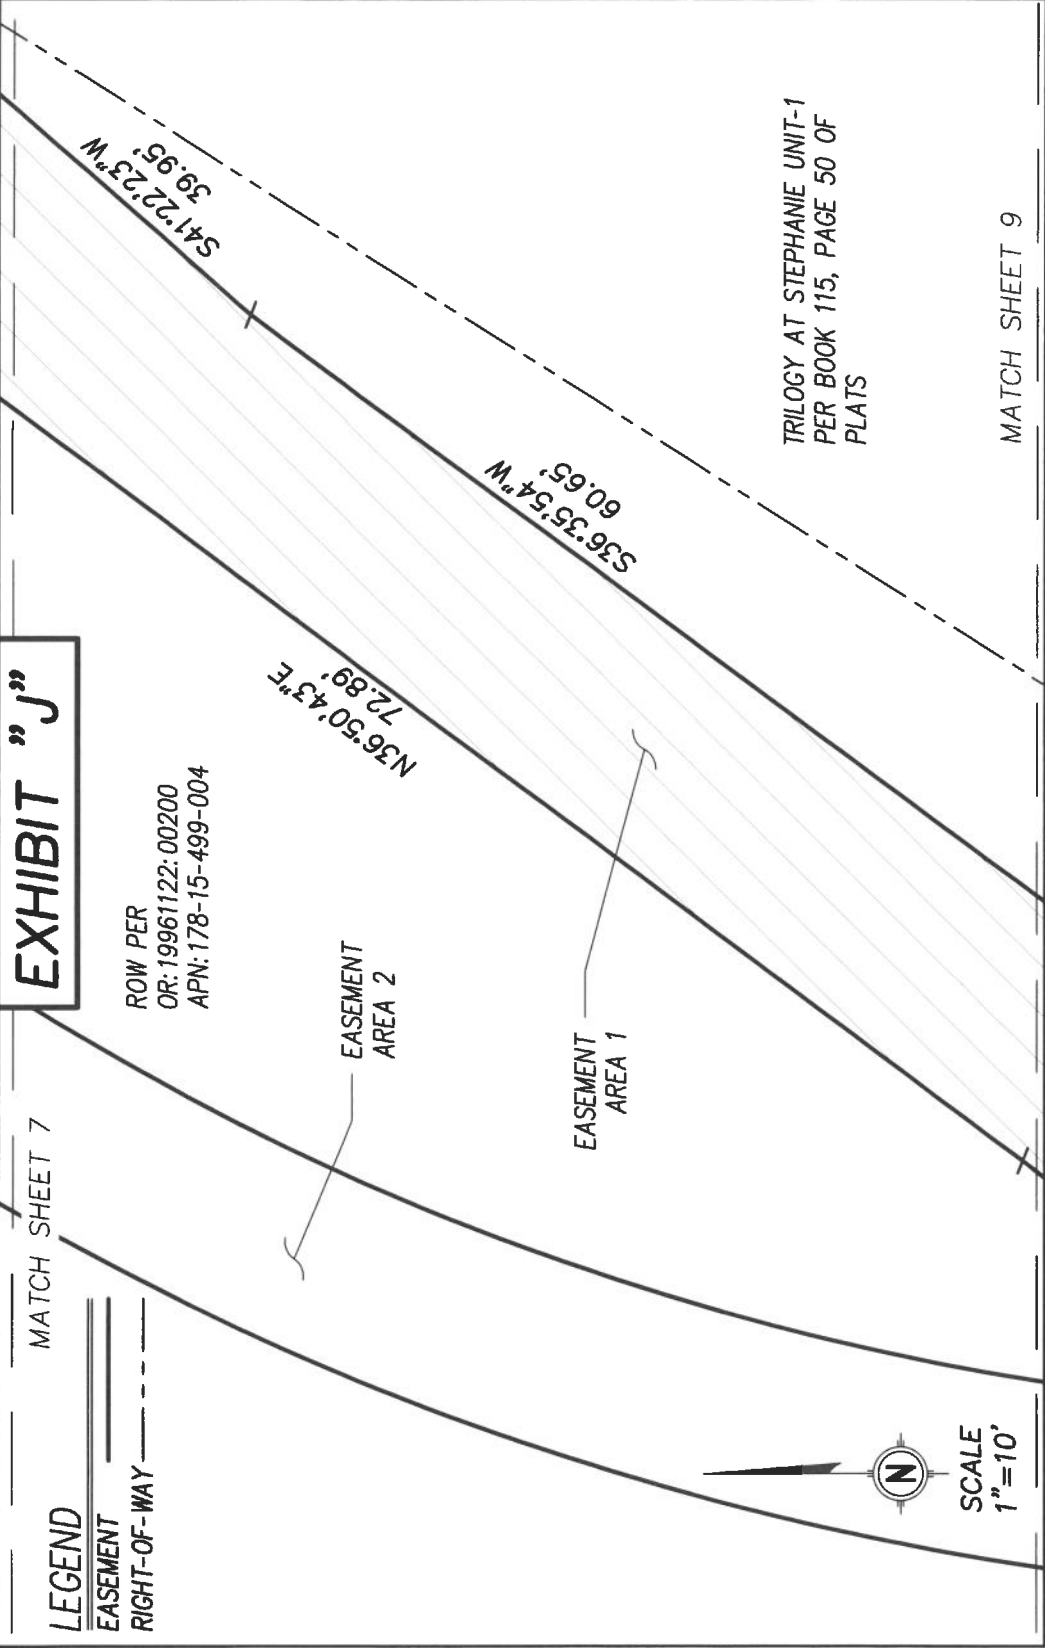 EXHIBIT "J"
MATCH SHEET 7
LEGEND
EASEMENT
RIGHT-OF-WAY
ROW PER
OR:19961122:00200
APN:178-15-499-004
EASEMENT
AREA 2
EASEMENT
AREA 1
N36°50'43"E
72.89'
S41°22'23"W
39.95'
S36°35'54"W
60.65'
TRILOGY AT STEPHANIE UNIT-1
PER BOOK 115, PAGE 50 OF
PLATS
MATCH SHEET 9
N
SCALE
1"=10'